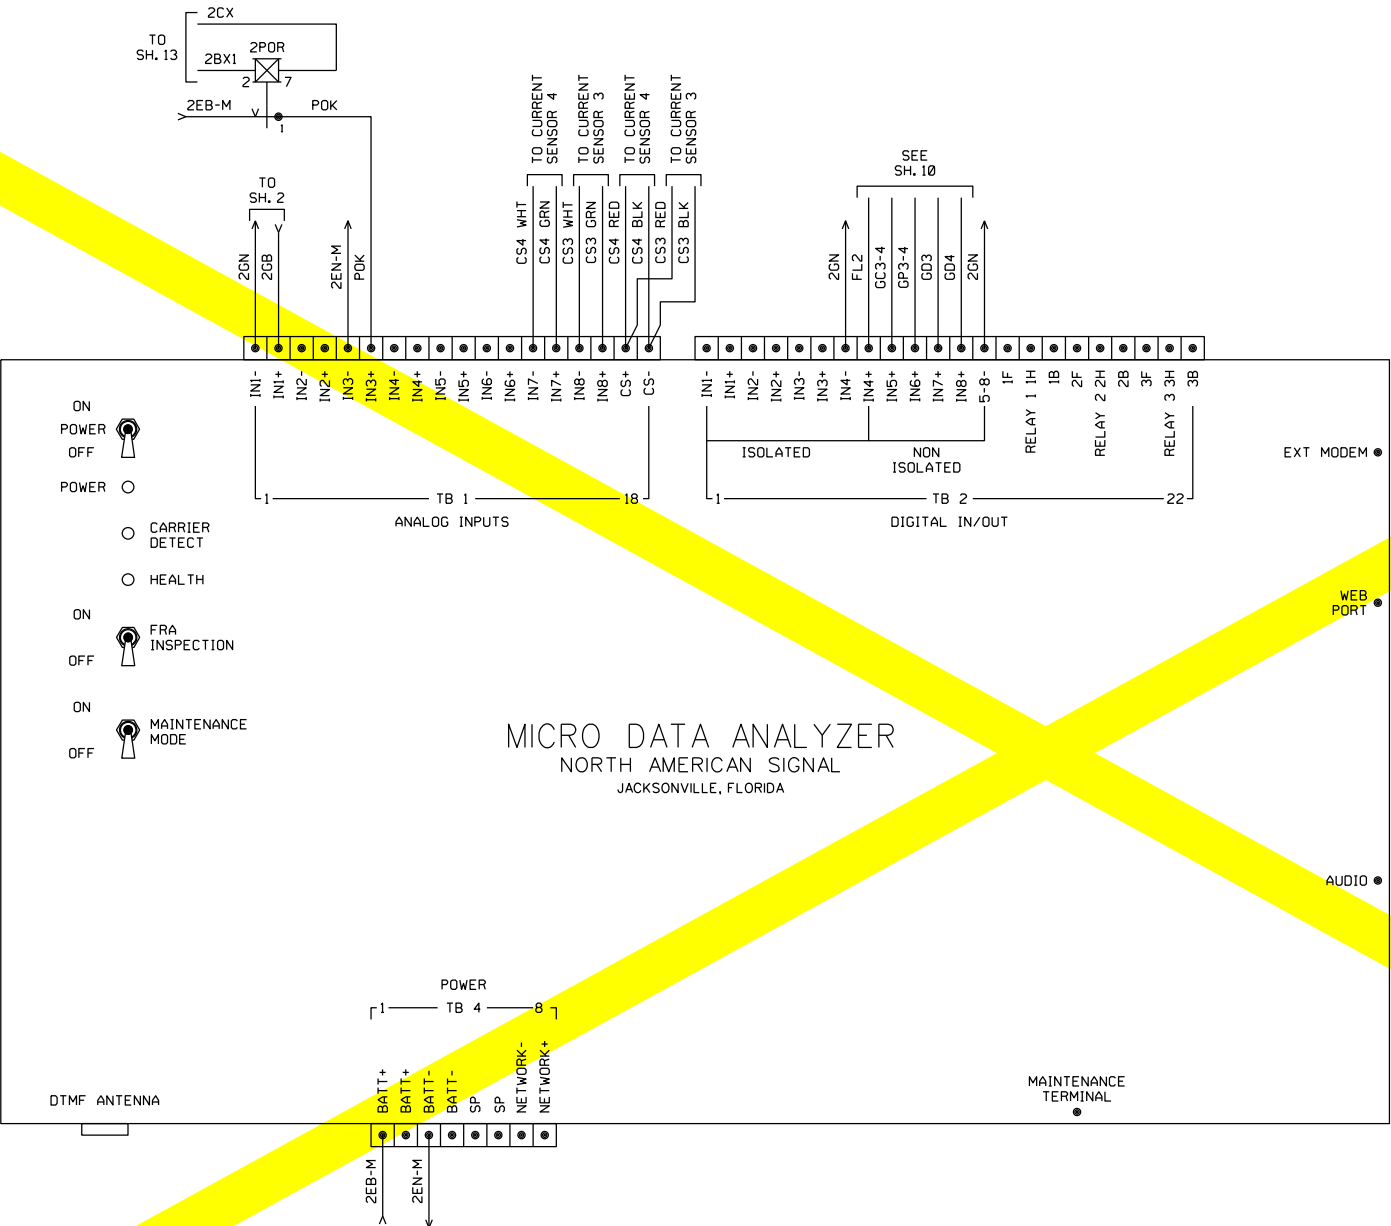 2CX
TO
SH. 13
2BX1
2POR
2
7
2EB-M
POK
1
TO CURRENT
SENSOR 4
TO CURRENT
SENSOR 3
TO CURRENT
SENSOR 4
TO CURRENT
SENSOR 3
SEE
SH. 10
TO
SH. 2
2GN
2GB
2EN-M
POK
CS4 WHT
CS4 GRN
CS3 WHT
CS3 GRN
CS4 RED
CS4 BLK
CS3 RED
CS3 BLK
2GN
FL2
GC3-4
GP3-4
GD3
GD4
2GN
IN1-
IN1+
IN2-
IN2+
IN3-
IN3+
IN4-
IN4+
IN5-
IN5+
IN6-
IN6+
IN7-
IN7+
IN8-
IN8+
CS+
CS-
IN1-
IN1+
IN2-
IN2+
IN3-
IN3+
IN4-
IN4+
IN5+
IN6+
IN7+
IN8+
5-8-
1F
RELAY 1 1H
1B
2F
RELAY 2 2H
2B
3F
RELAY 3 3H
3B
ISOLATED
NON
ISOLATED
1 TB 1 18
ANALOG INPUTS
1 TB 2 22
DIGITAL IN/OUT
ON
POWER
OFF
POWER
CARRIER
DETECT
HEALTH
ON
FRA
INSPECTION
OFF
ON
MAINTENANCE
MODE
OFF
EXT MODEM
WEB
PORT
AUDIO
MICRO DATA ANALYZER
NORTH AMERICAN SIGNAL
JACKSONVILLE, FLORIDA
POWER
1 TB 4 8
BATT+
BATT+
BATT-
BATT-
SP
SP
NETWORK-
NETWORK+
DTMF ANTENNA
MAINTENANCE
TERMINAL
2EB-M
2EN-M